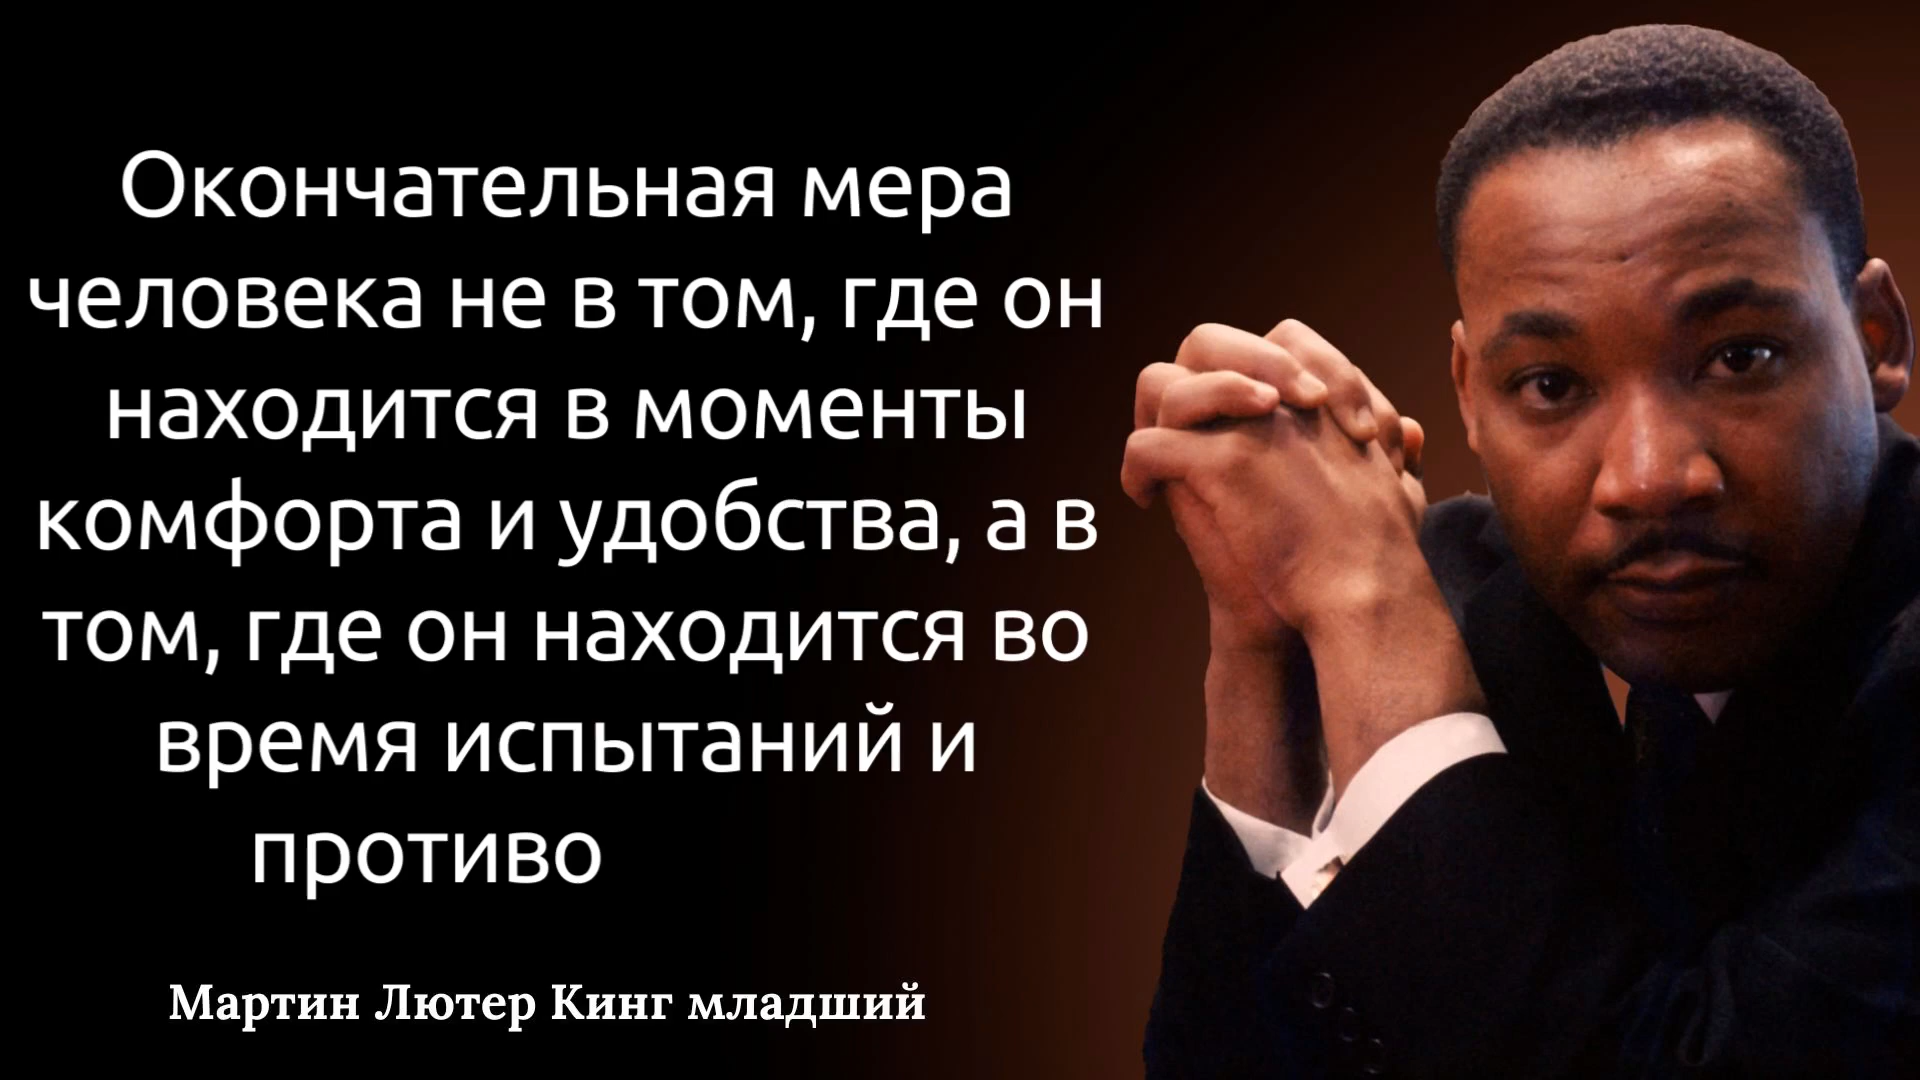 Окончательная мера
человека не в том, где он
находится в моменты
комфорта и удобства, а в
том, где он находится во
время испытаний и
противо
Мартин Лютер Кинг младший